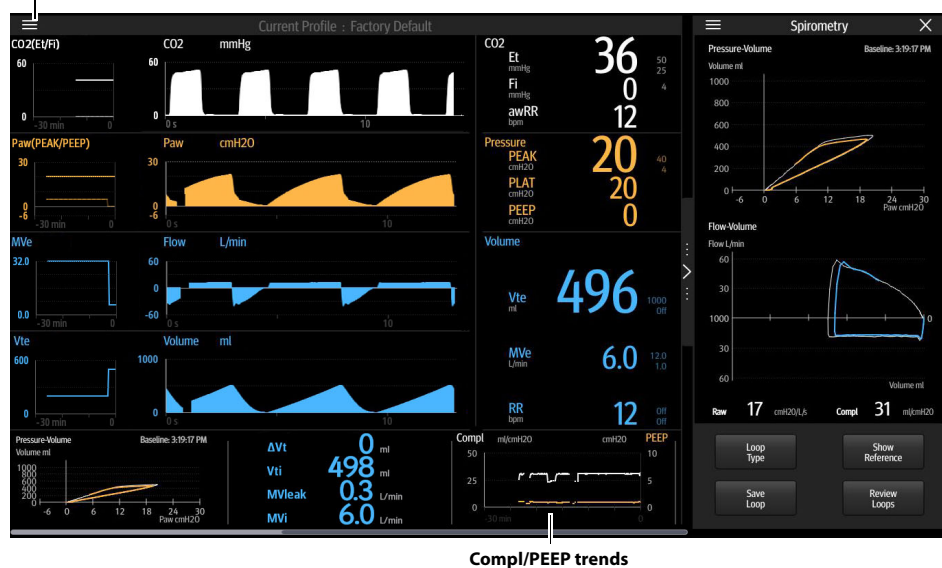 Current Profile : Factory Default
CO2(Et/Fi)
60
0
-30 min
0
CO2 mmHg
60
0
0 s
10
CO2
Et
mmHg
36
50
25
Fi
mmHg
0
4
awRR
bpm
12
Paw(PEAK/PEEP)
30
0
-6
-30 min
0
Paw cmH2O
30
0
-6
0 s
10
Pressure
PEAK
cmH2O
20
40
4
PLAT
cmH2O
20
PEEP
cmH2O
0
MVe
32.0
0.0
-30 min
0
Flow L/min
60
0
-60
0 s
10
Volume
Vte
ml
496
1000
Off
MVe
L/min
6.0
12.0
1.0
RR
bpm
12
Off
Off
Vte
600
0
-30 min
0
Volume ml
1000
0
0 s
10
Pressure-Volume Baseline: 3:19:17 PM
Volume ml
1000
800
600
400
200
0
-6 0 6 12 18 24 30
Paw cmH2O
ΔVt 0 ml
Vti 498 ml
MVleak 0.3 L/min
MVi 6.0 L/min
Compl ml/cmH2O cmH2O PEEP
50 10
25 5
0 0
-30 min 0
Spirometry X
Pressure-Volume Baseline: 3:19:17 PM
Volume ml
1000
800
600
400
200
0
-6 0 6 12 18 24 30
Paw cmH2O
Flow-Volume
Flow L/min
60
30
1000 0
30
60
Volume ml
Raw 17 cmH2O/L/s Compl 31 ml/cmH2O
Loop
Type
Show
Reference
Save
Loop
Review
Loops
Compl/PEEP trends